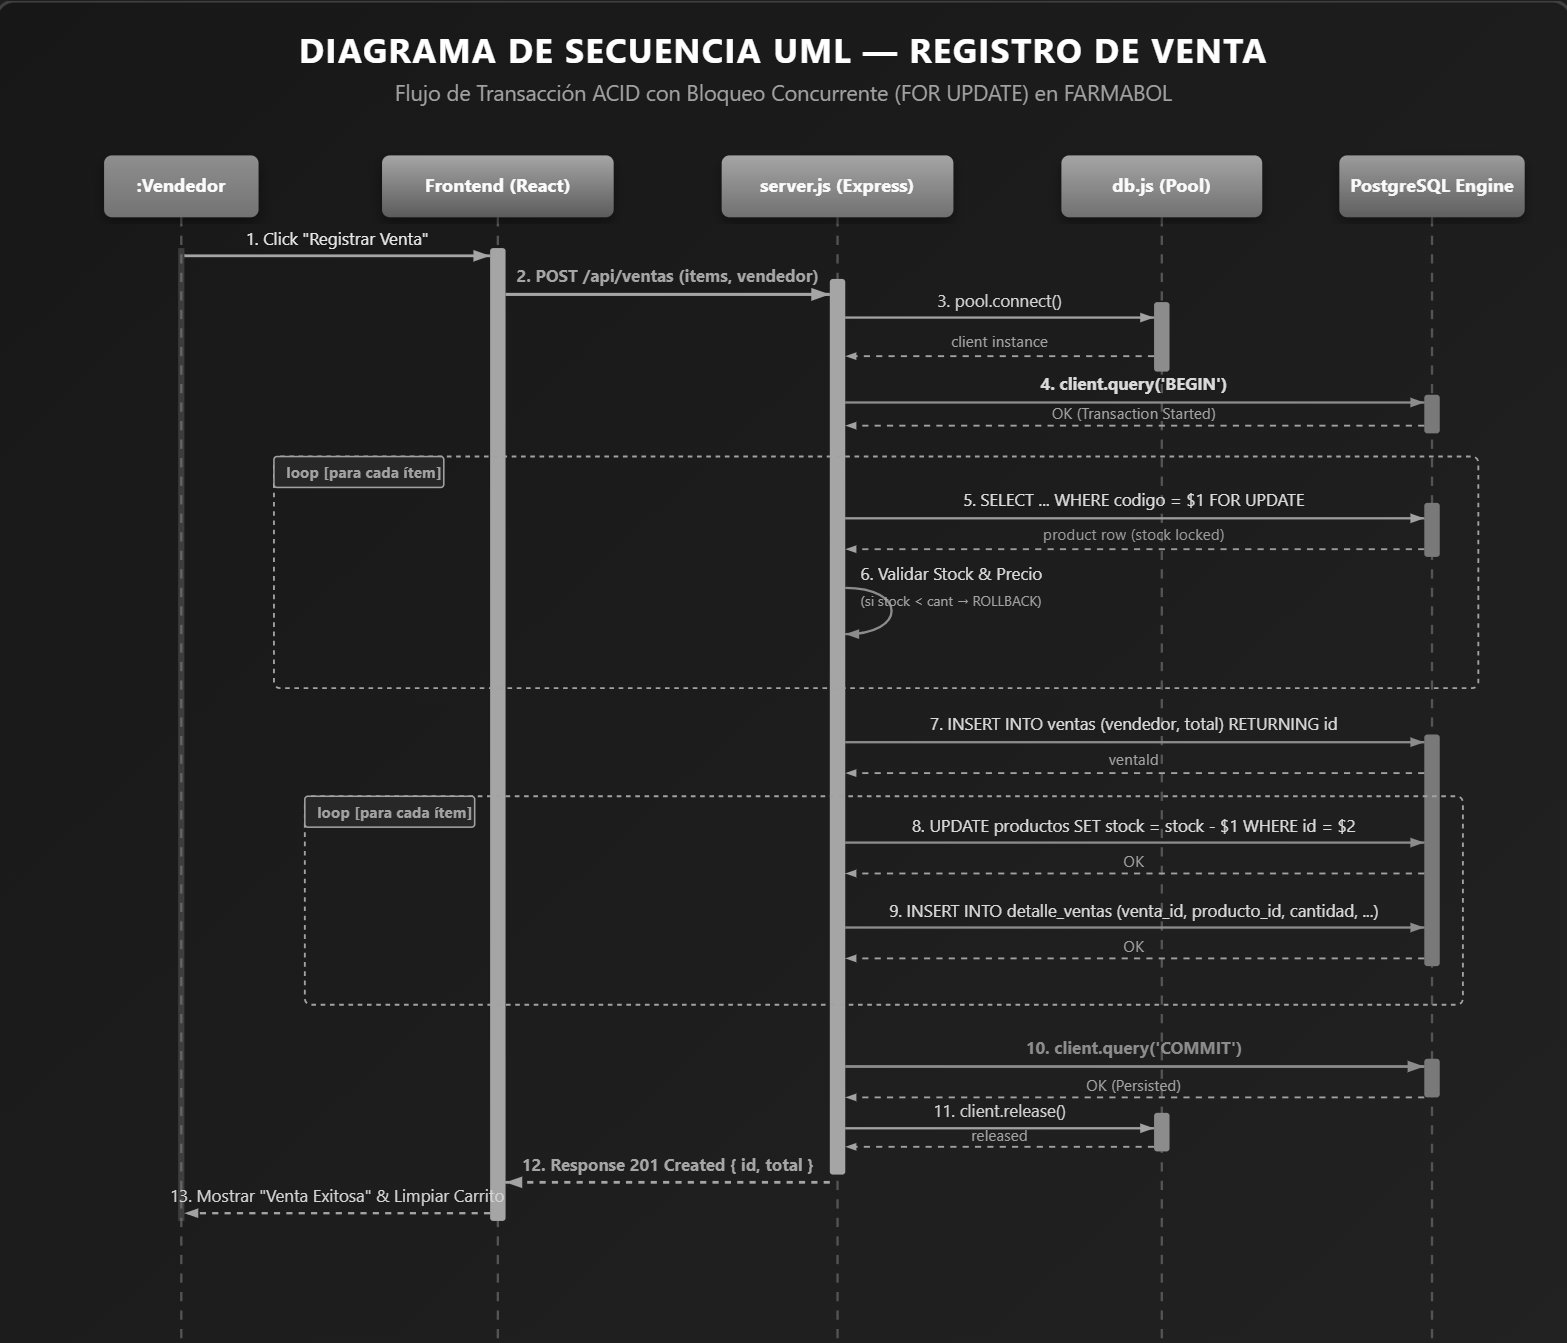 DIAGRAMA DE SECUENCIA UML — REGISTRO DE VENTA
Flujo de Transacción ACID con Bloqueo Concurrente (FOR UPDATE) en FARMABOL
:Vendedor
Frontend (React)
server.js (Express)
db.js (Pool)
PostgreSQL Engine
1. Click "Registrar Venta"
2. POST /api/ventas (items, vendedor)
3. pool.connect()
client instance
4. client.query('BEGIN')
OK (Transaction Started)
loop [para cada ítem]
5. SELECT ... WHERE codigo = $1 FOR UPDATE
product row (stock locked)
6. Validar Stock & Precio
(si stock < cant → ROLLBACK)
7. INSERT INTO ventas (vendedor, total) RETURNING id
ventaId
loop [para cada ítem]
8. UPDATE productos SET stock = stock - $1 WHERE id = $2
OK
9. INSERT INTO detalle_ventas (venta_id, producto_id, cantidad, ...)
OK
10. client.query('COMMIT')
OK (Persisted)
11. client.release()
released
12. Response 201 Created { id, total }
13. Mostrar "Venta Exitosa" & Limpiar Carrito